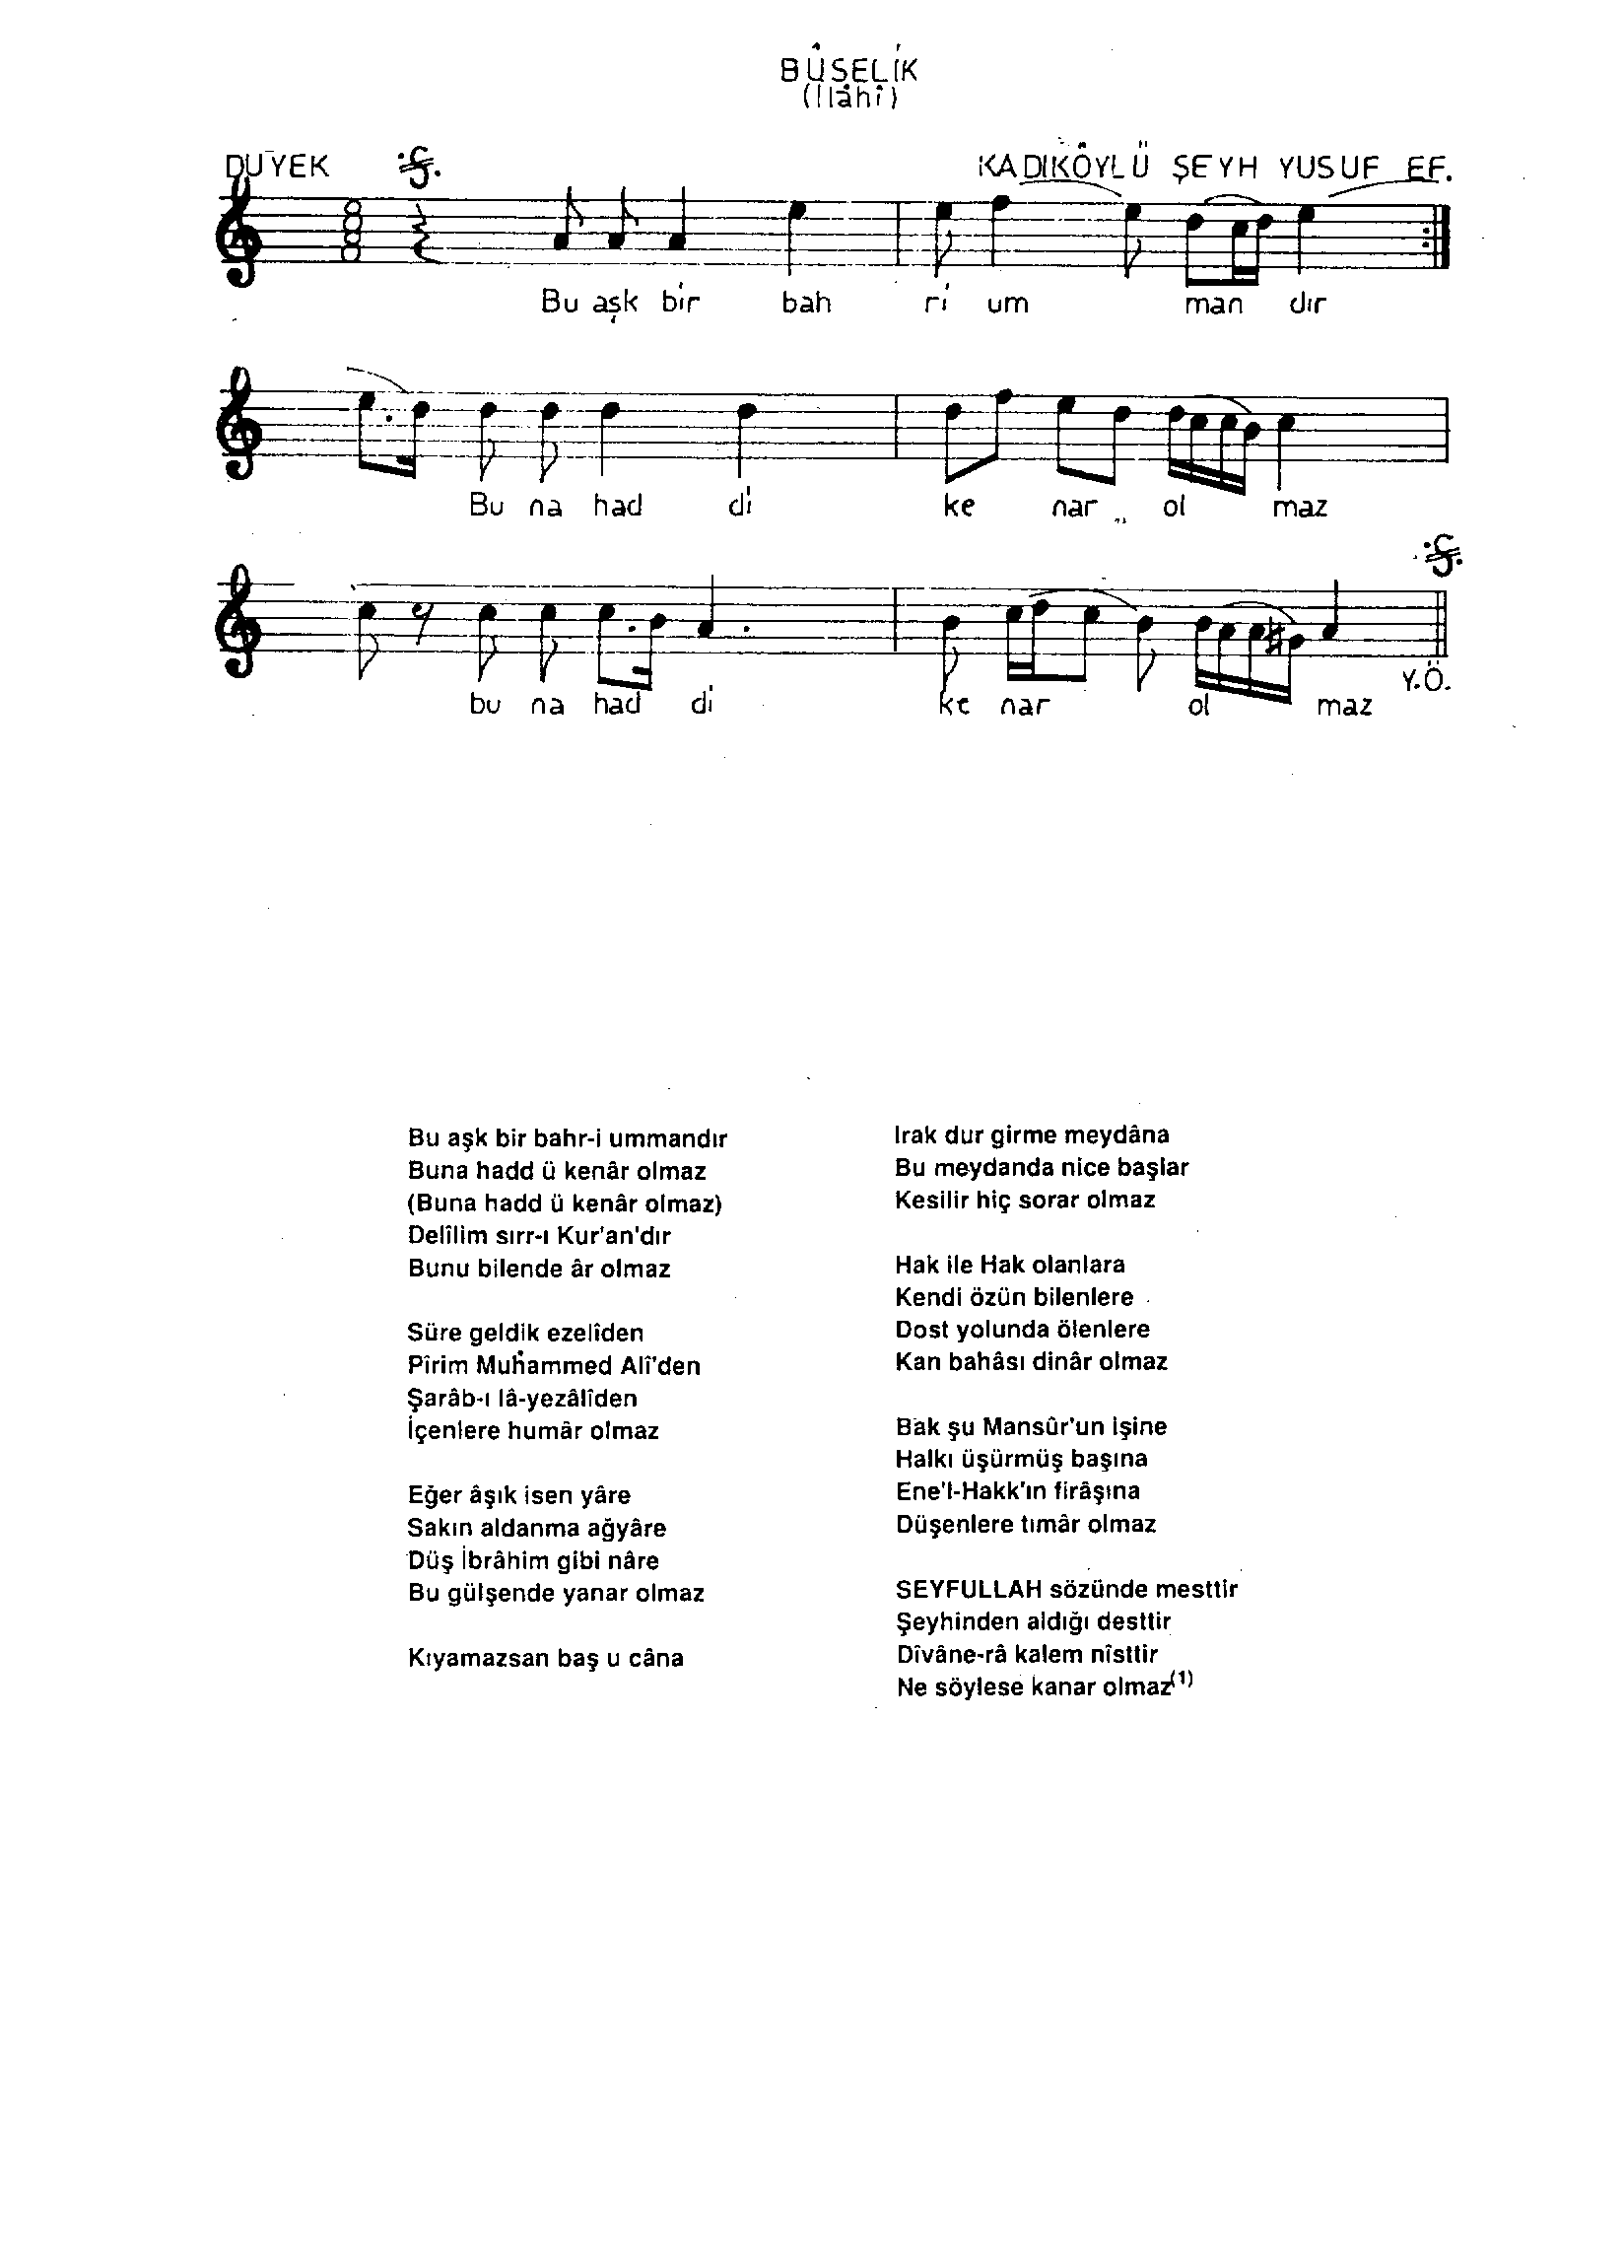 BÛSELİK
(İlâhî)
DUYEK
KADIKÖYLÜ ŞEYH YUSUF EF.
Bu aşk bir bah ri um man dır
Bu na had di ke nar ol maz
bu na had di ke nar ol maz
Y.Ö.
Bu aşk bir bahr-i ummandır
Buna hadd ü kenâr olmaz
(Buna hadd ü kenâr olmaz)
Delîlim sırr-ı Kur'an'dır
Bunu bilende âr olmaz
Süre geldik ezelîden
Pîrim Muhammed Alî'den
Şarâb-ı lâ-yezâlîden
İçenlere humâr olmaz
Eğer âşık isen yâre
Sakın aldanma ağyâre
Düş İbrâhim gibi nâre
Bu gülşende yanar olmaz
Kıyamazsan baş u câna
Irak dur girme meydâna
Bu meydanda nice başlar
Kesilir hiç sorar olmaz
Hak ile Hak olanlara
Kendi özün bilenlere
Dost yolunda ölenlere
Kan bahâsı dinâr olmaz
Bak şu Mansûr'un işine
Halkı üşürmüş başına
Ene'l-Hakk'ın firâşına
Düşenlere tımâr olmaz
SEYFULLAH sözünde mesttir
Şeyhinden aldığı desttir
Dîvâne-râ kalem nîsttir
Ne söylese kanar olmaz(1)